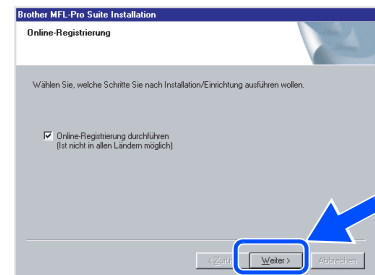 Brother MFL-Pro Suite Installation
Online-Registrierung
Wählen Sie, welche Schritte Sie nach Installation/Einrichtung ausführen wollen.
Online-Registrierung durchführen
(Ist nicht in allen Ländern möglich)
Weiter >
Abbrechen